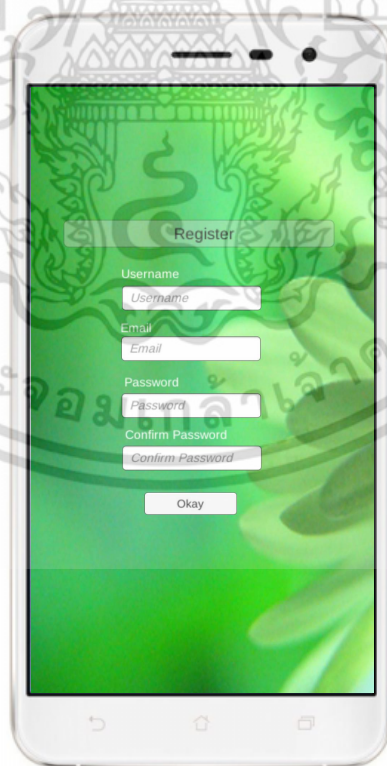 Register
Username
Username
Email
Email
Password
Password
Confirm Password
Confirm Password
Okay